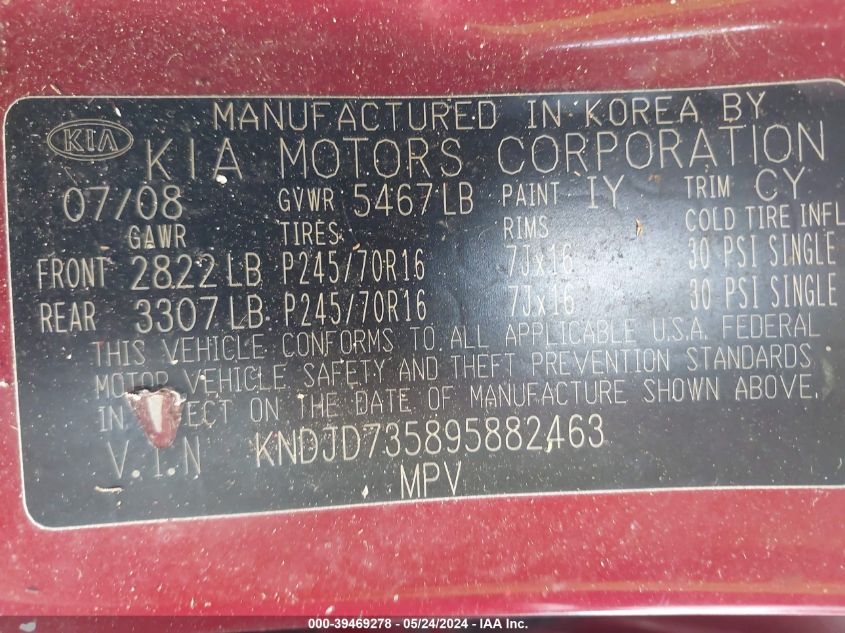 MANUFACTURED IN KOREA BY
KIA KIA MOTORS CORPORATION
07/08 GVWR 5467LB PAINT IY TRIM CY
GAWR TIRES RIMS COLD TIRE INFL
FRONT 2822 LB P245/70R16 7Jx16 30 PSI SINGLE
REAR 3307 LB P245/70R16 7Jx16 30 PSI SINGLE
THIS VEHICLE CONFORMS TO ALL APPLICABLE U.S.A. FEDERAL
MOTOR VEHICLE SAFETY AND THEFT PREVENTION STANDARDS
IN EFFECT ON THE DATE OF MANUFACTURE SHOWN ABOVE.
V.I.N KNDJD735895882463
MPV
000-39469278 - 05/24/2024 - IAA Inc.